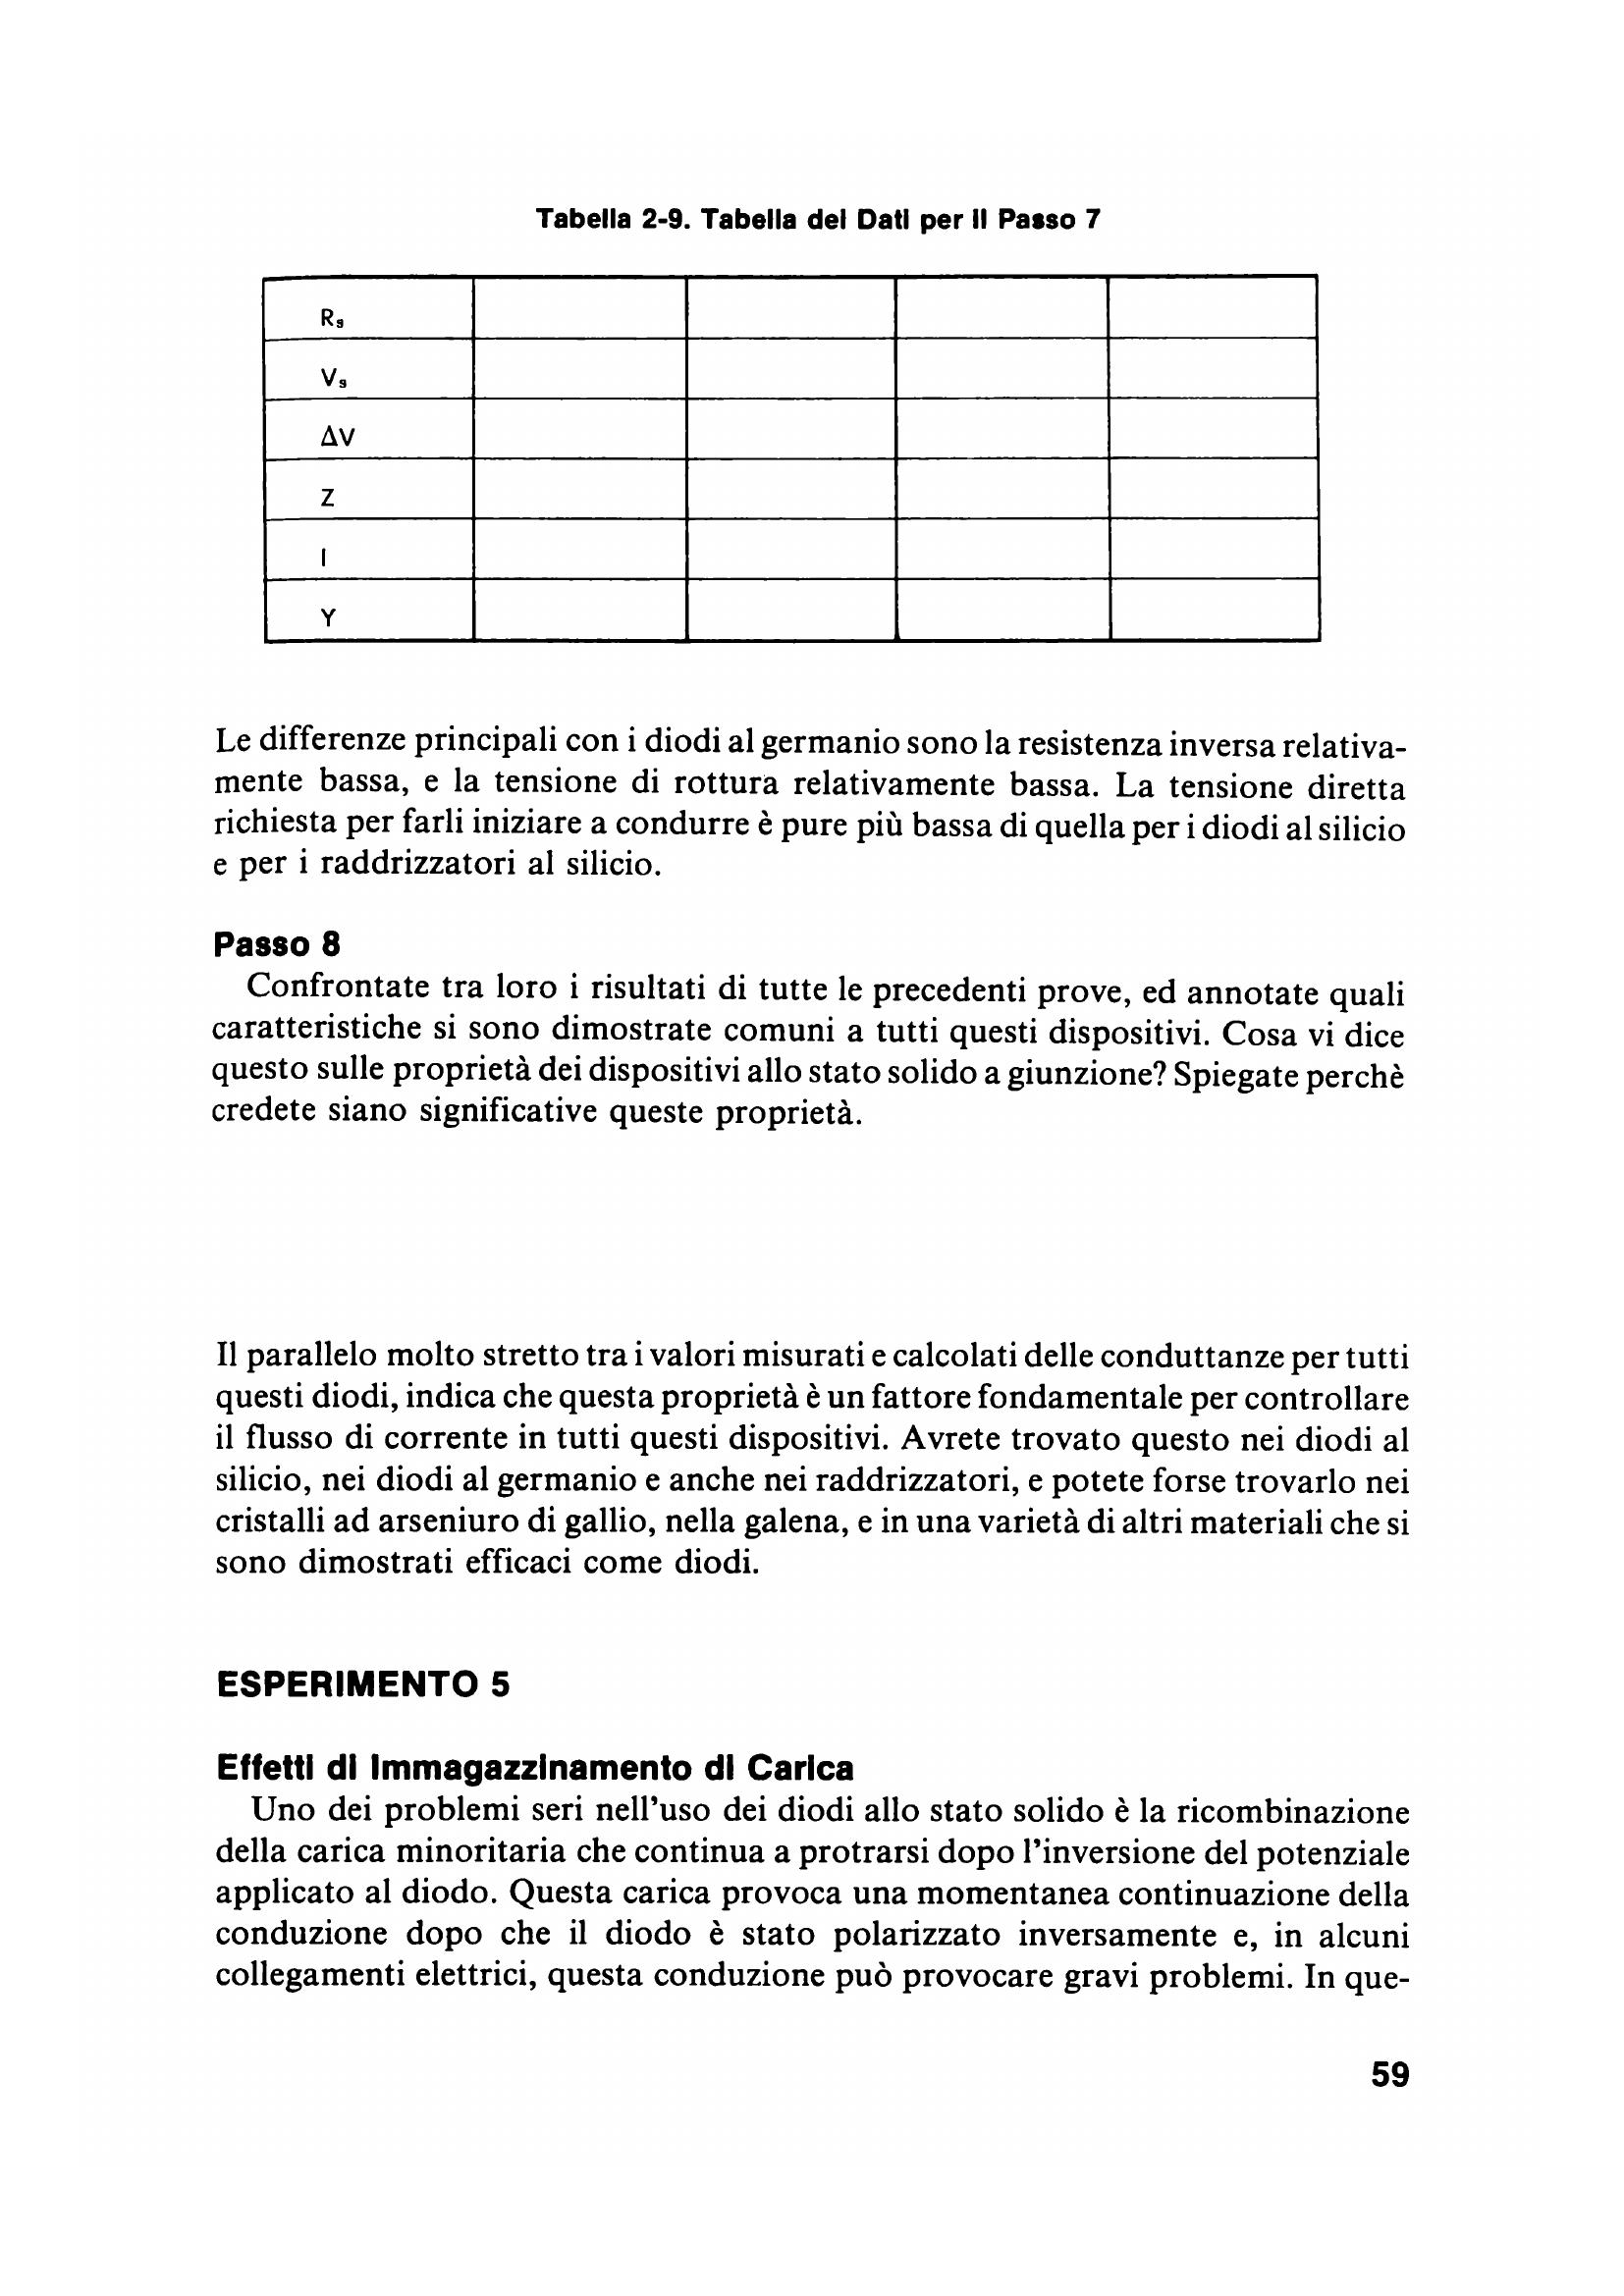 Tabella 2-9. Tabella dei Dati per il Passo 7
Rs
Vs
ΔV
Z
I
Y
Le differenze principali con i diodi al germanio sono la resistenza inversa relativa-
mente bassa, e la tensione di rottura relativamente bassa. La tensione diretta
richiesta per farli iniziare a condurre è pure più bassa di quella per i diodi al silicio
e per i raddrizzatori al silicio.
Passo 8
Confrontate tra loro i risultati di tutte le precedenti prove, ed annotate quali
caratteristiche si sono dimostrate comuni a tutti questi dispositivi. Cosa vi dice
questo sulle proprietà dei dispositivi allo stato solido a giunzione? Spiegate perchè
credete siano significative queste proprietà.
Il parallelo molto stretto tra i valori misurati e calcolati delle conduttanze per tutti
questi diodi, indica che questa proprietà è un fattore fondamentale per controllare
il flusso di corrente in tutti questi dispositivi. Avrete trovato questo nei diodi al
silicio, nei diodi al germanio e anche nei raddrizzatori, e potete forse trovarlo nei
cristalli ad arseniuro di gallio, nella galena, e in una varietà di altri materiali che si
sono dimostrati efficaci come diodi.
ESPERIMENTO 5
Effetti di Immagazzinamento di Carica
Uno dei problemi seri nell'uso dei diodi allo stato solido è la ricombinazione
della carica minoritaria che continua a protrarsi dopo l'inversione del potenziale
applicato al diodo. Questa carica provoca una momentanea continuazione della
conduzione dopo che il diodo è stato polarizzato inversamente e, in alcuni
collegamenti elettrici, questa conduzione può provocare gravi problemi. In que-
59